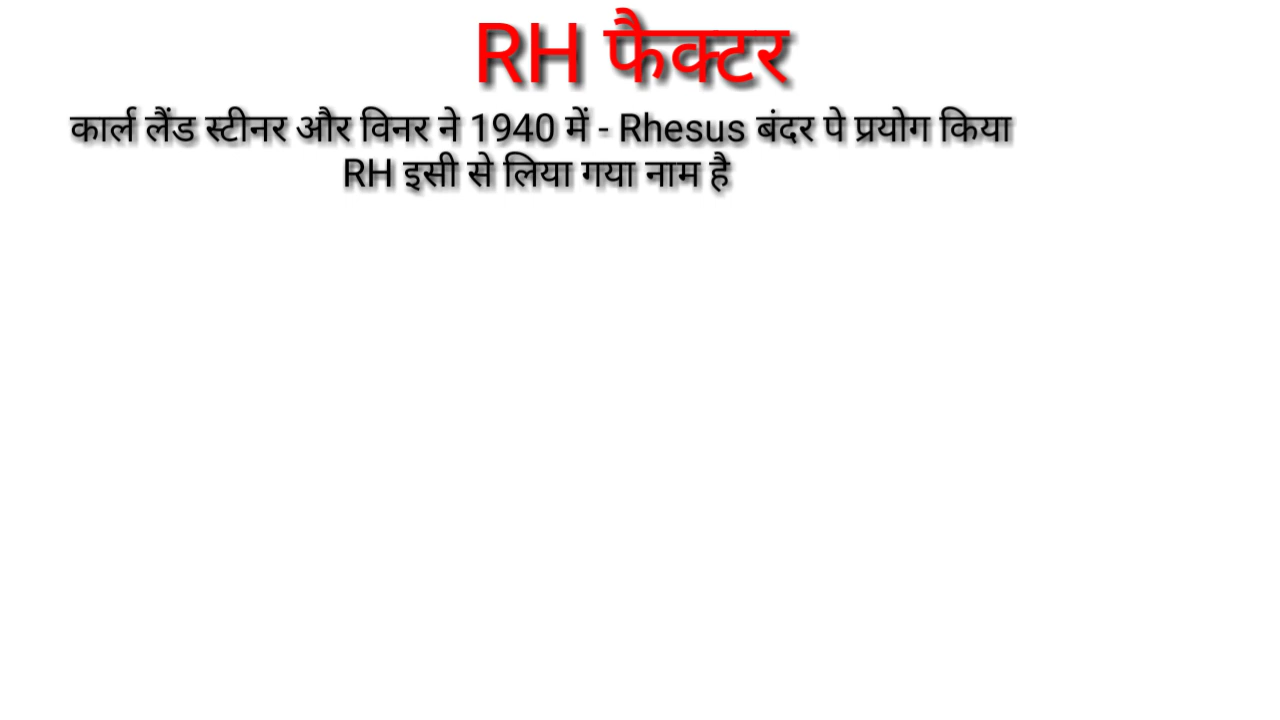 RH फैक्टर
कार्ल लैंड स्टीनर और विनर ने 1940 में - Rhesus बंदर पे प्रयोग किया
RH इसी से लिया गया नाम है